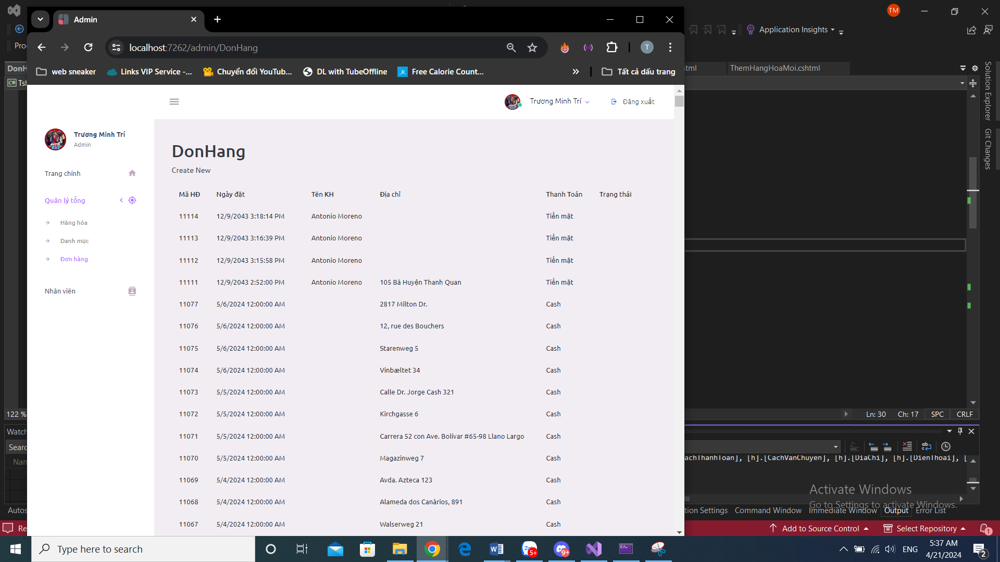 Admin
TM
localhost:7262/admin/DonHang
T
Application Insights
web sneaker
Links VIP Service -...
Chuyển đổi YouTub...
DL with TubeOffline
Free Calorie Count...
Tất cả dấu trang
ThemHangHoaMoi.cshtml
Solution Explorer
Git Changes
Trương Minh Trí
Đăng xuất
Trương Minh Trí
Admin
Trang chính
Quản lý tổng
Hàng hóa
Danh mục
Đơn hàng
Nhân viên
DonHang
Create New
Mã HĐ Ngày đặt Tên KH Địa chỉ Thanh Toán Trạng thái
11114 12/9/2043 3:18:14 PM Antonio Moreno Tiền mặt
11113 12/9/2043 3:16:39 PM Antonio Moreno Tiền mặt
11112 12/9/2043 3:15:58 PM Antonio Moreno Tiền mặt
11111 12/9/2043 2:52:00 PM Antonio Moreno 105 Bà Huyện Thanh Quan Tiền mặt
11077 5/6/2024 12:00:00 AM 2817 Milton Dr. Cash
11076 5/6/2024 12:00:00 AM 12, rue des Bouchers Cash
11075 5/6/2024 12:00:00 AM Starenweg 5 Cash
11074 5/6/2024 12:00:00 AM Vinbæltet 34 Cash
11073 5/5/2024 12:00:00 AM Calle Dr. Jorge Cash 321 Cash
11072 5/5/2024 12:00:00 AM Kirchgasse 6 Cash
11071 5/5/2024 12:00:00 AM Carrera 52 con Ave. Bolívar #65-98 Llano Largo Cash
11070 5/5/2024 12:00:00 AM Magazinweg 7 Cash
11069 5/4/2024 12:00:00 AM Avda. Azteca 123 Cash
11068 5/4/2024 12:00:00 AM Alameda dos Canàrios, 891 Cash
11067 5/4/2024 12:00:00 AM Walserweg 21 Cash
122 %
Ln: 30 Ch: 17 SPC CRLF
Watch
achThanhToan], [h].[CachVanChuyen], [h].[DiaChi], [h].[DienThoai], [
Activate Windows
Go to Settings to activate Windows.
tion Settings Command Window Immediate Window Output Error List
Add to Source Control
Select Repository
1
Type here to search
5+
9+
ENG
5:37 AM
4/21/2024
2